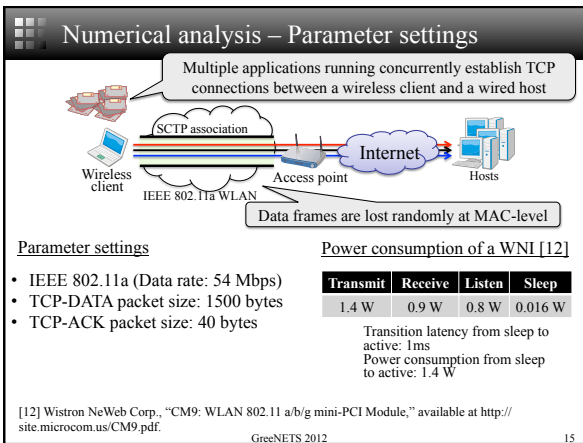 Numerical analysis – Parameter settings
Multiple applications running concurrently establish TCP
connections between a wireless client and a wired host
SCTP association
Internet
Wireless
client
Access point
Hosts
IEEE 802.11a WLAN
Data frames are lost randomly at MAC-level
Parameter settings
• IEEE 802.11a (Data rate: 54 Mbps)
• TCP-DATA packet size: 1500 bytes
• TCP-ACK packet size: 40 bytes
Power consumption of a WNI [12]
Transmit Receive Listen Sleep
1.4 W 0.9 W 0.8 W 0.016 W
Transition latency from sleep to
active: 1ms
Power consumption from sleep
to active: 1.4 W
[12] Wistron NeWeb Corp., “CM9: WLAN 802.11 a/b/g mini-PCI Module,” available at http://
site.microcom.us/CM9.pdf.
GreeNETS 2012
15